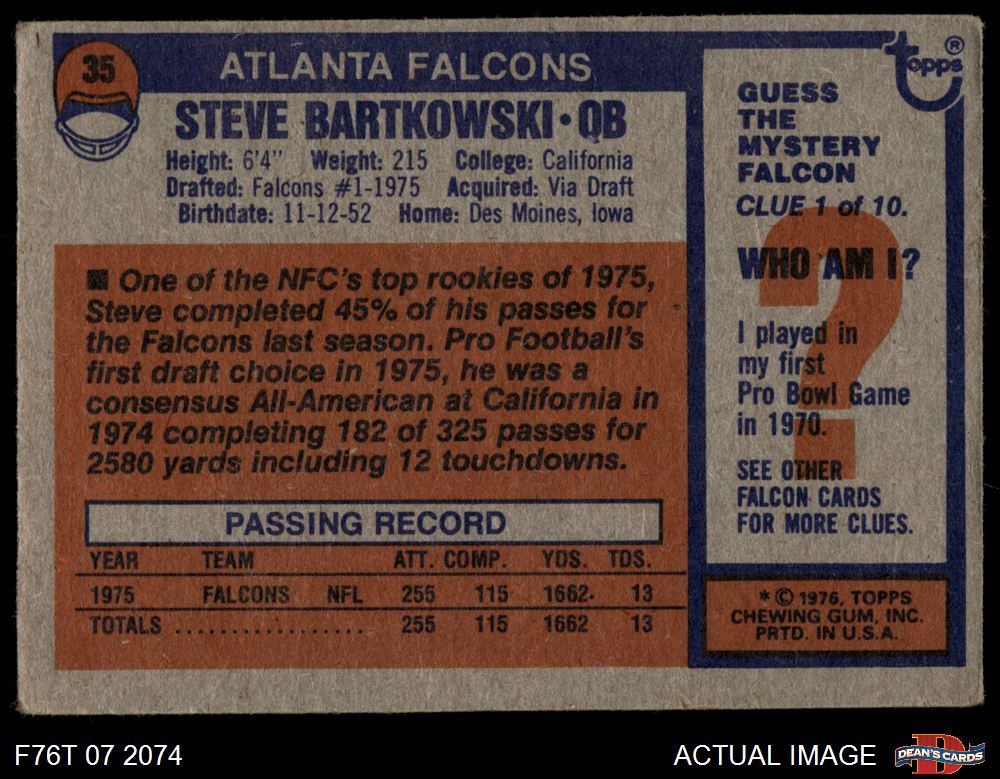 35
ATLANTA FALCONS
STEVE BARTKOWSKI • QB
Height: 6'4" Weight: 215 College: California
Drafted: Falcons #1-1975 Acquired: Via Draft
Birthdate: 11-12-52 Home: Des Moines, Iowa
■ One of the NFC's top rookies of 1975,
Steve completed 45% of his passes for
the Falcons last season. Pro Football's
first draft choice in 1975, he was a
consensus All-American at California in
1974 completing 182 of 325 passes for
2580 yards including 12 touchdowns.
PASSING RECORD
YEAR TEAM ATT. COMP. YDS. TDS.
1975 FALCONS NFL 255 115 1662 13
TOTALS .................. 255 115 1662 13
topps ®
GUESS
THE
MYSTERY
FALCON
CLUE 1 of 10.
?
WHO AM I?
I played in
my first
Pro Bowl Game
in 1970.
SEE OTHER
FALCON CARDS
FOR MORE CLUES.
* © 1976, TOPPS
CHEWING GUM, INC.
PRTD. IN U.S.A.
F76T 07 2074
ACTUAL IMAGE
D
DEAN'S CARDS